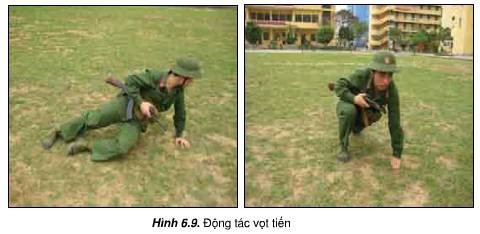 Hình 6.9. Động tác vọt tiến